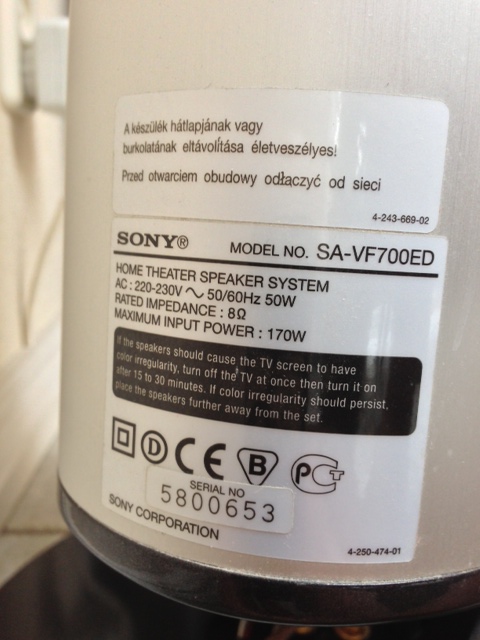 A készülék hátlapjának vagy
burkolatának eltávolítása életveszélyes!
Przed otwarciem obudowy odłączyć od sieci
4-243-669-02
SONY® MODEL NO. SA-VF700ED
HOME THEATER SPEAKER SYSTEM
AC : 220-230V ~ 50/60Hz 50W
RATED IMPEDANCE : 8Ω
MAXIMUM INPUT POWER : 170W
If the speakers should cause the TV screen to have
color irregularity, turn off the TV at once then turn it on
after 15 to 30 minutes. If color irregularity should persist,
place the speakers further away from the set.
D CE B PCT
SERIAL NO
5800653
SONY CORPORATION
4-250-474-01